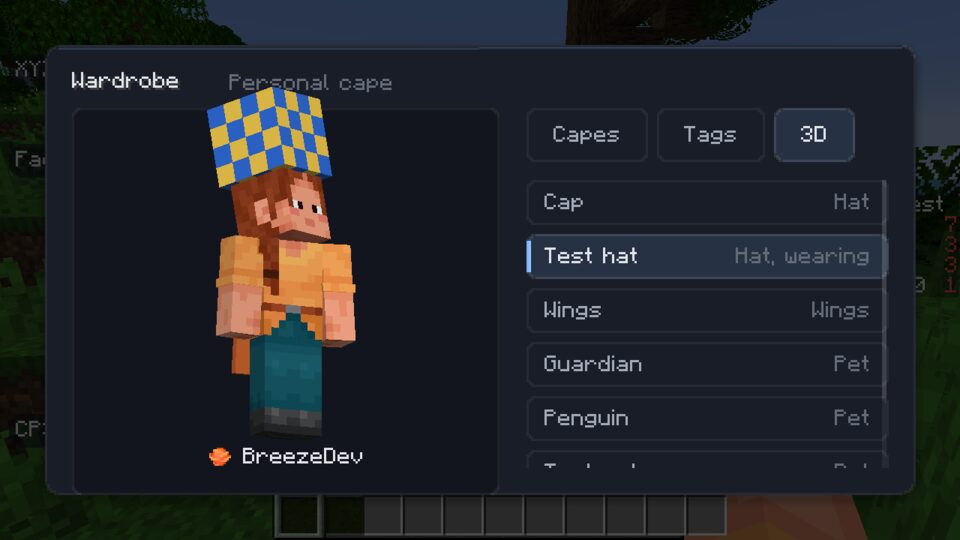 Wardrobe
Personal cape
Capes
Tags
3D
XYZ
Cap
Hat
Test hat
Hat, wearing
Wings
Wings
Guardian
Pet
Penguin
Pet
BreezeDev